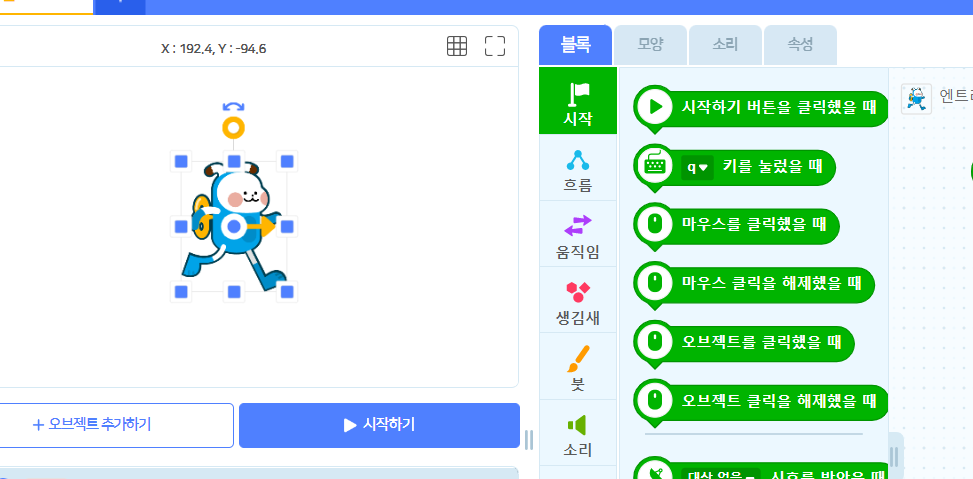 X : 192.4, Y : -94.6
+ 오브젝트 추가하기
시작하기
블록
모양
소리
속성
시작
흐름
움직임
생김새
붓
소리
시작하기 버튼을 클릭했을 때
q 키를 눌렀을 때
마우스를 클릭했을 때
마우스 클릭을 해제했을 때
오브젝트를 클릭했을 때
오브젝트 클릭을 해제했을 때
대상 없음 신호를 받았을 때